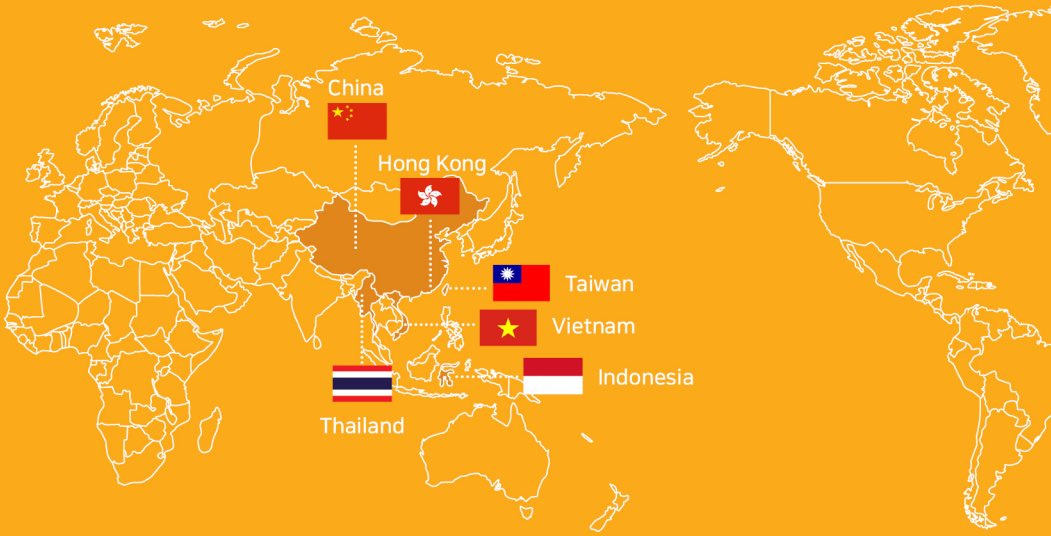 China
Hong Kong
Taiwan
Vietnam
Indonesia
Thailand